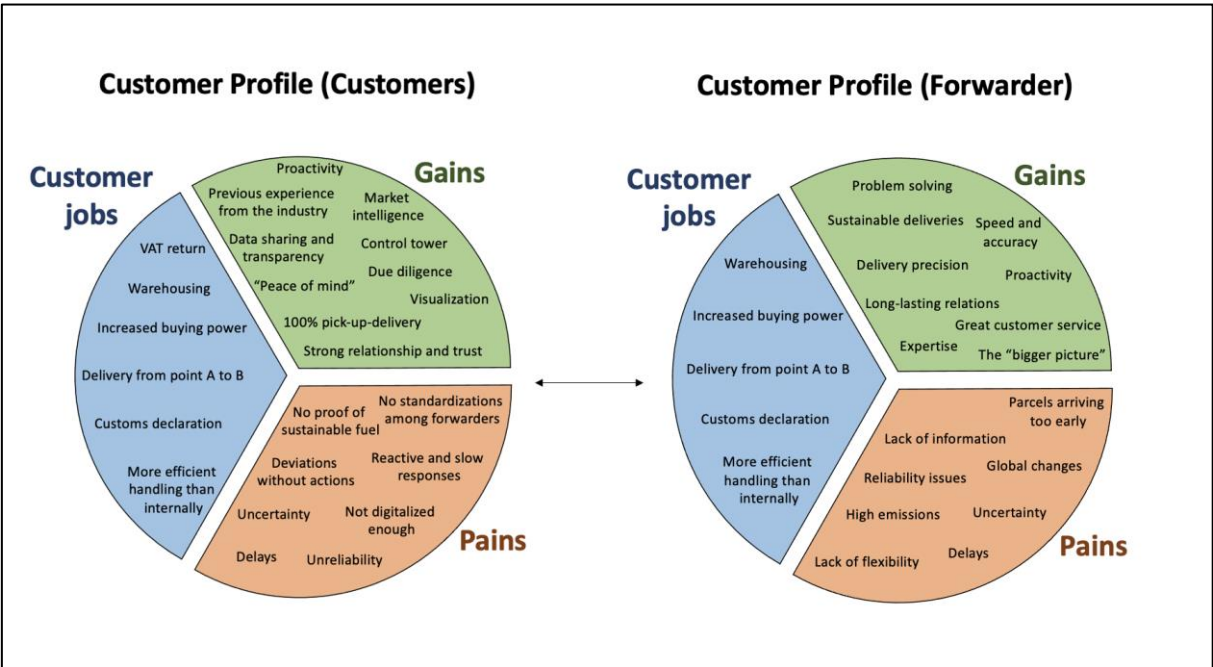 Customer Profile (Customers)
Customer
jobs
Gains
Proactivity
Previous experience
from the industry
Market
intelligence
Data sharing and
transparency
Control tower
Due diligence
“Peace of mind”
Visualization
100% pick-up-delivery
Strong relationship and trust
VAT return
Warehousing
Increased buying power
Delivery from point A to B
Customs declaration
More efficient
handling than
internally
No standardizations
among forwarders
No proof of
sustainable fuel
Deviations
without actions
Reactive and slow
responses
Uncertainty
Not digitalized
enough
Delays
Unreliability
Pains
Customer Profile (Forwarder)
Customer
jobs
Gains
Problem solving
Sustainable deliveries
Speed and
accuracy
Delivery precision
Proactivity
Long-lasting relations
Great customer service
Expertise
The “bigger picture”
Warehousing
Increased buying power
Delivery from point A to B
Customs declaration
More efficient
handling than
internally
Parcels arriving
too early
Lack of information
Global changes
Reliability issues
High emissions
Uncertainty
Lack of flexibility
Delays
Pains